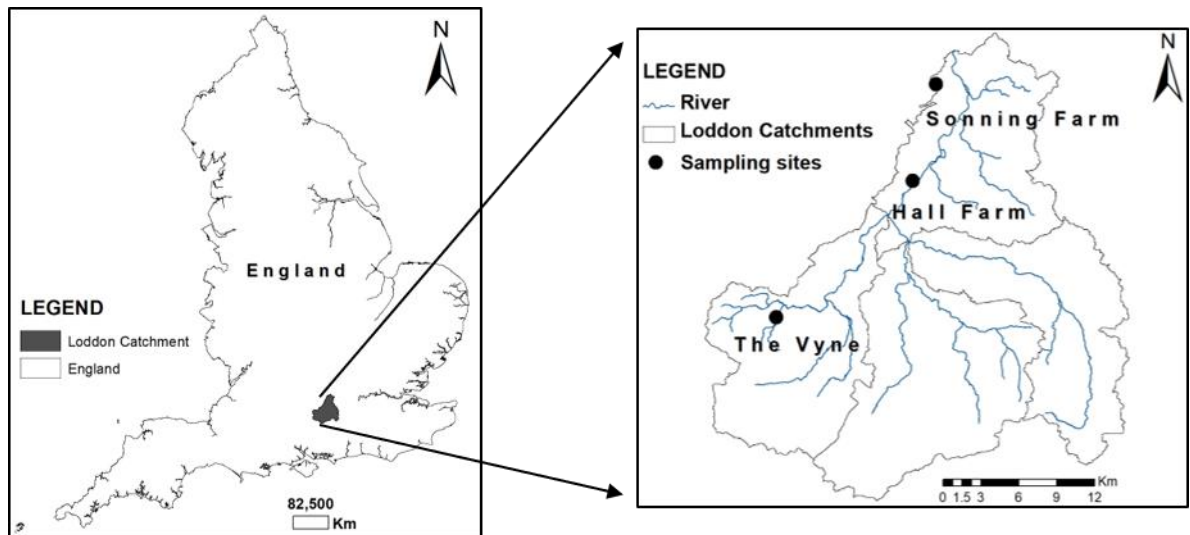 N
England
LEGEND
Loddon Catchment
England
82,500
Km
N
LEGEND
River
Loddon Catchments
Sampling sites
Sonning Farm
Hall Farm
The Vyne
Km
0 1.5 3 6 9 12